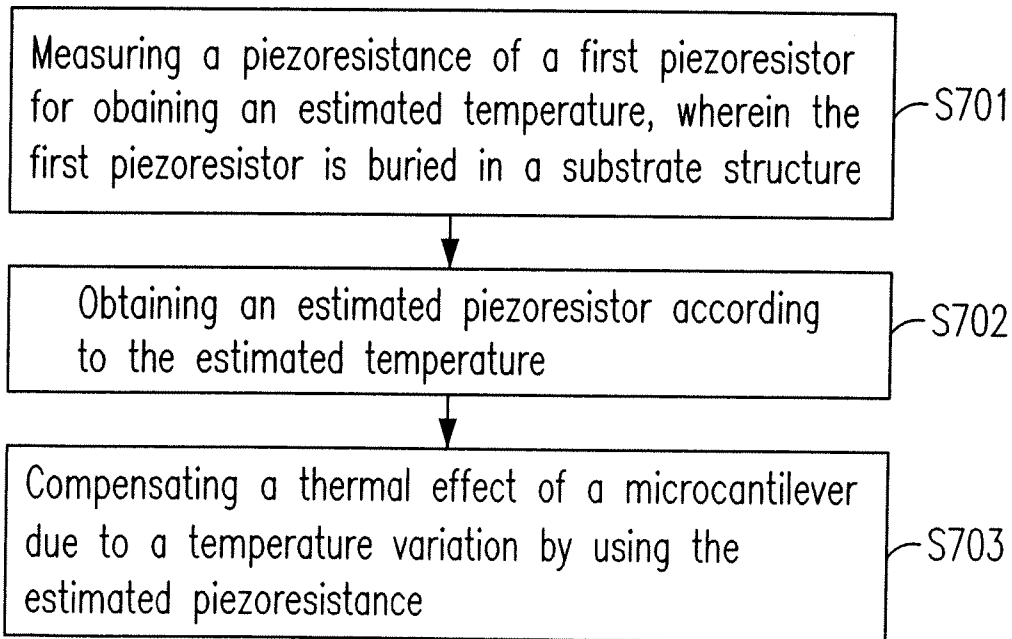 Measuring a piezoresistance of a first piezoresistor
for obaining an estimated temperature, wherein the
first piezoresistor is buried in a substrate structure
S701
Obtaining an estimated piezoresistor according
to the estimated temperature
S702
Compensating a thermal effect of a microcantilever
due to a temperature variation by using the
estimated piezoresistance
S703